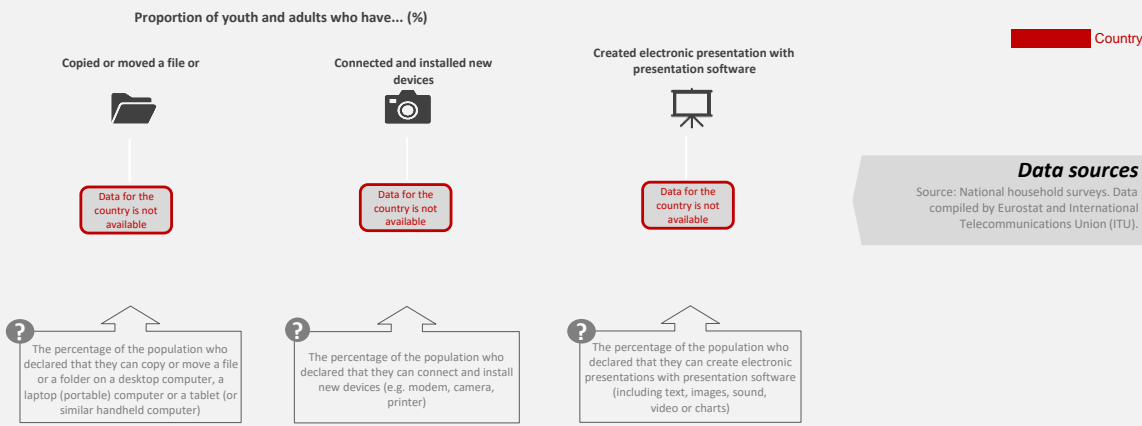 Proportion of youth and adults who have... (%)
Country
Copied or moved a file or
Connected and installed new
devices
Created electronic presentation with
presentation software
Data for the
country is not
available
Data for the
country is not
available
Data for the
country is not
available
Data sources
Source: National household surveys. Data
compiled by Eurostat and International
Telecommunications Union (ITU).
?
The percentage of the population who
declared that they can copy or move a file
or a folder on a desktop computer, a
laptop (portable) computer or a tablet (or
similar handheld computer)
?
The percentage of the population who
declared that they can connect and install
new devices (e.g. modem, camera,
printer)
?
The percentage of the population who
declared that they can create electronic
presentations with presentation software
(including text, images, sound,
video or charts)